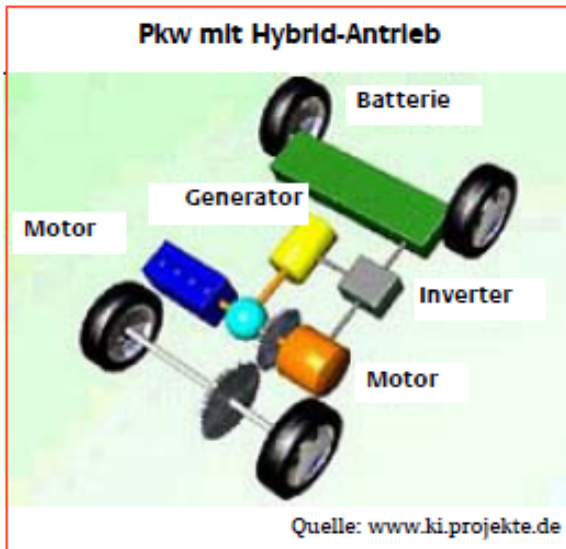 Pkw mit Hybrid-Antrieb
Batterie
Generator
Motor
Inverter
Motor
Quelle: www.ki.projekte.de